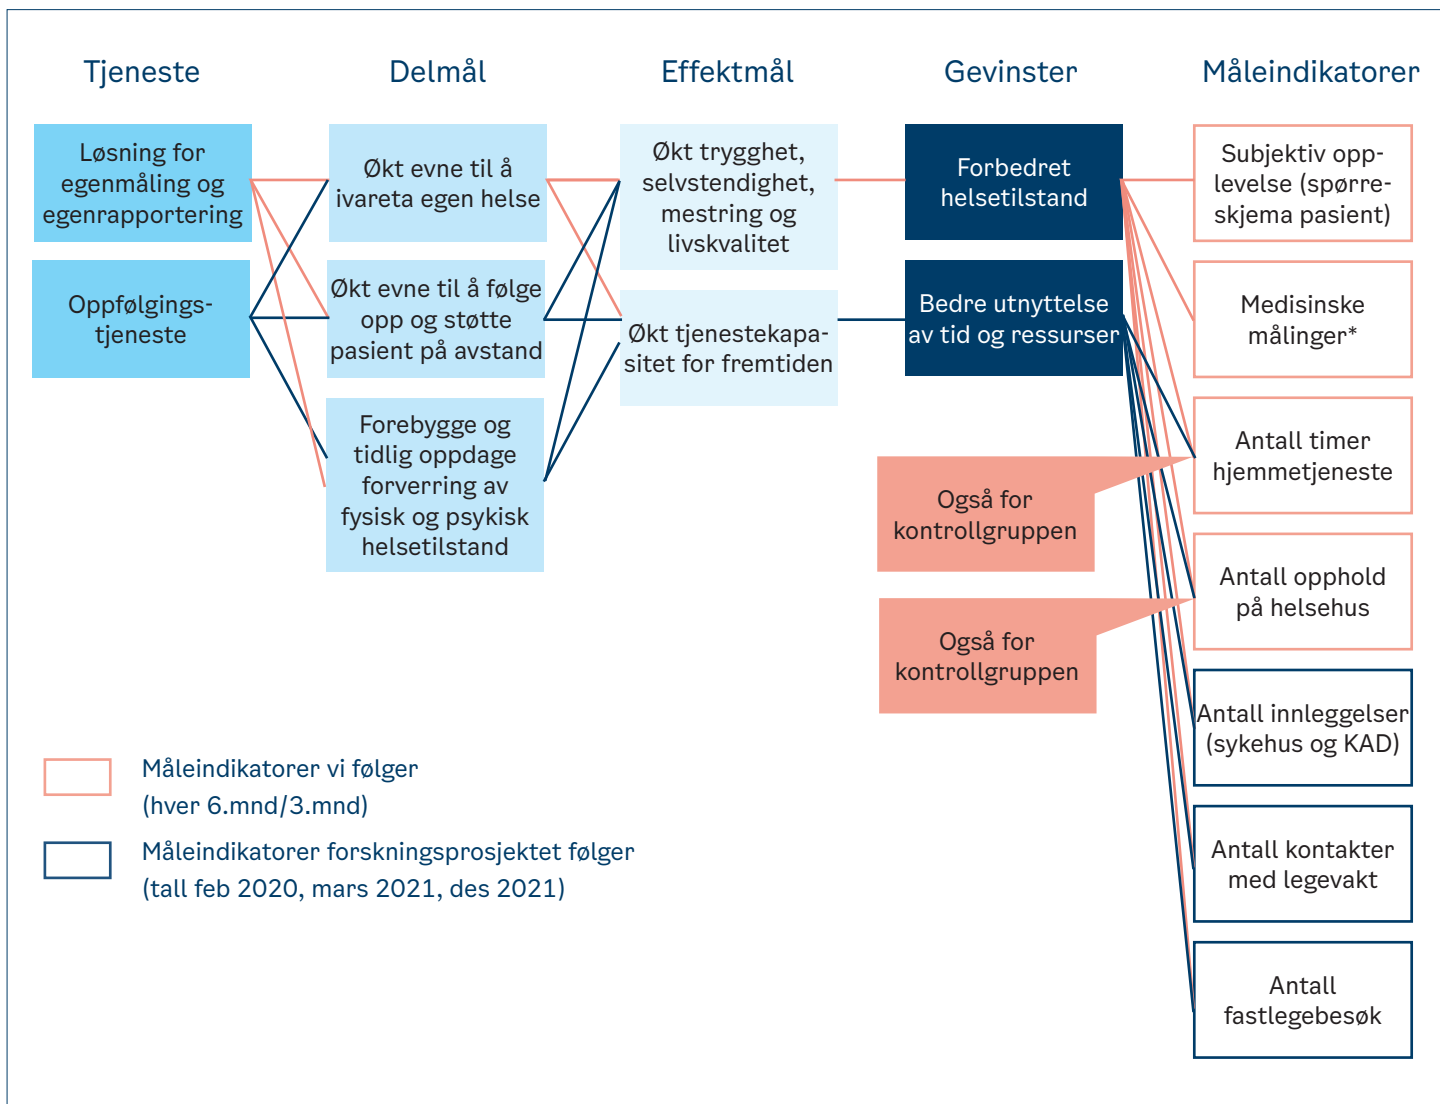 Tjeneste
Delmål
Effektmål
Gevinster
Måleindikatorer
Løsning for
egenmåling og
egenrapportering
Oppfølgings-
tjeneste
Økt evne til å
ivareta egen helse
Økt evne til å følge
opp og støtte
pasient på avstand
Forebygge og
tidlig oppdage
forverring av
fysisk og psykisk
helsetilstand
Økt trygghet,
selvstendighet,
mestring og
livskvalitet
Økt tjenestekapa-
sitet for fremtiden
Forbedret
helsetilstand
Bedre utnyttelse
av tid og ressurser
Også for
kontrollgruppen
Også for
kontrollgruppen
Subjektiv opp-
levelse (spørre-
skjema pasient)
Medisinske
målinger*
Antall timer
hjemmetjeneste
Antall opphold
på helsehus
Antall innleggelser
(sykehus og KAD)
Antall kontakter
med legevakt
Antall
fastlegebesøk
Måleindikatorer vi følger
(hver 6.mnd/3.mnd)
Måleindikatorer forskningsprosjektet følger
(tall feb 2020, mars 2021, des 2021)